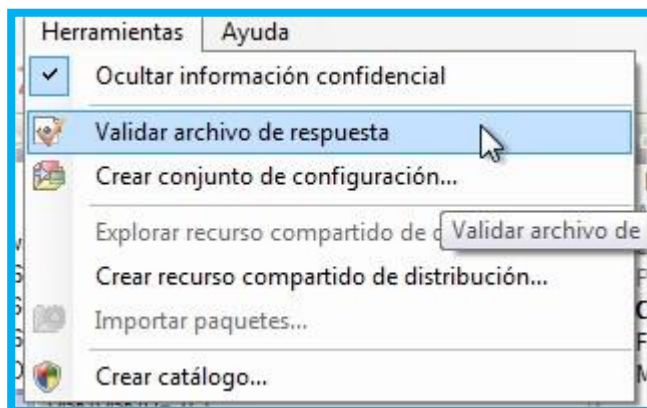 Herramientas Ayuda
Ocultar información confidencial
Validar archivo de respuesta
Crear conjunto de configuración...
Explorar recurso compartido de
Validar archivo de
Crear recurso compartido de distribución...
Importar paquetes...
Crear catálogo...